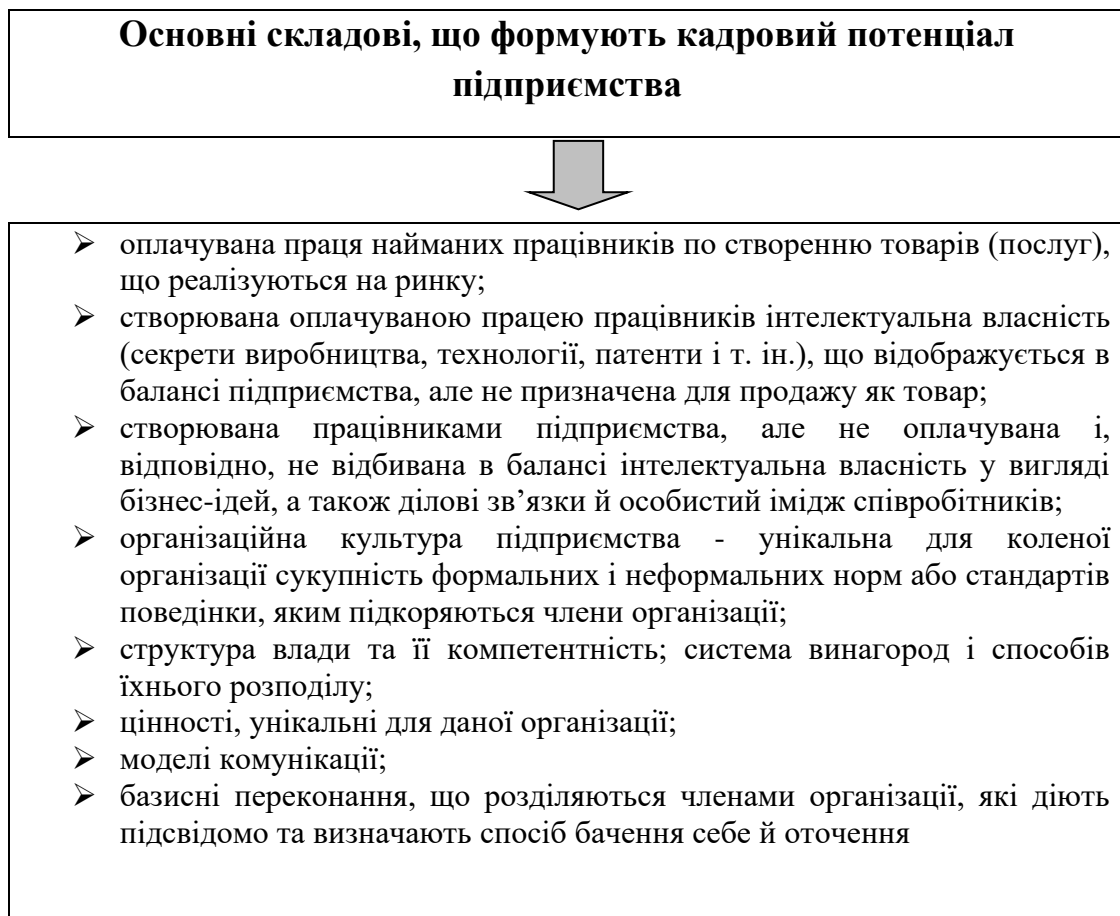 Основні складові, що формують кадровий потенціал
підприємства
➢ оплачувана праця найманих працівників по створенню товарів (послуг),
що реалізуються на ринку;
➢ створювана оплачуваною працею працівників інтелектуальна власність
(секрети виробництва, технології, патенти і т. ін.), що відображується в
балансі підприємства, але не призначена для продажу як товар;
➢ створювана працівниками підприємства, але не оплачувана і,
відповідно, не відбивана в балансі інтелектуальна власність у вигляді
бізнес-ідей, а також ділові зв’язки й особистий імідж співробітників;
➢ організаційна культура підприємства - унікальна для коленої
організації сукупність формальних і неформальних норм або стандартів
поведінки, яким підкоряються члени організації;
➢ структура влади та її компетентність; система винагород і способів
їхнього розподілу;
➢ цінності, унікальні для даної організації;
➢ моделі комунікації;
➢ базисні переконання, що розділяються членами організації, які діють
підсвідомо та визначають спосіб бачення себе й оточення